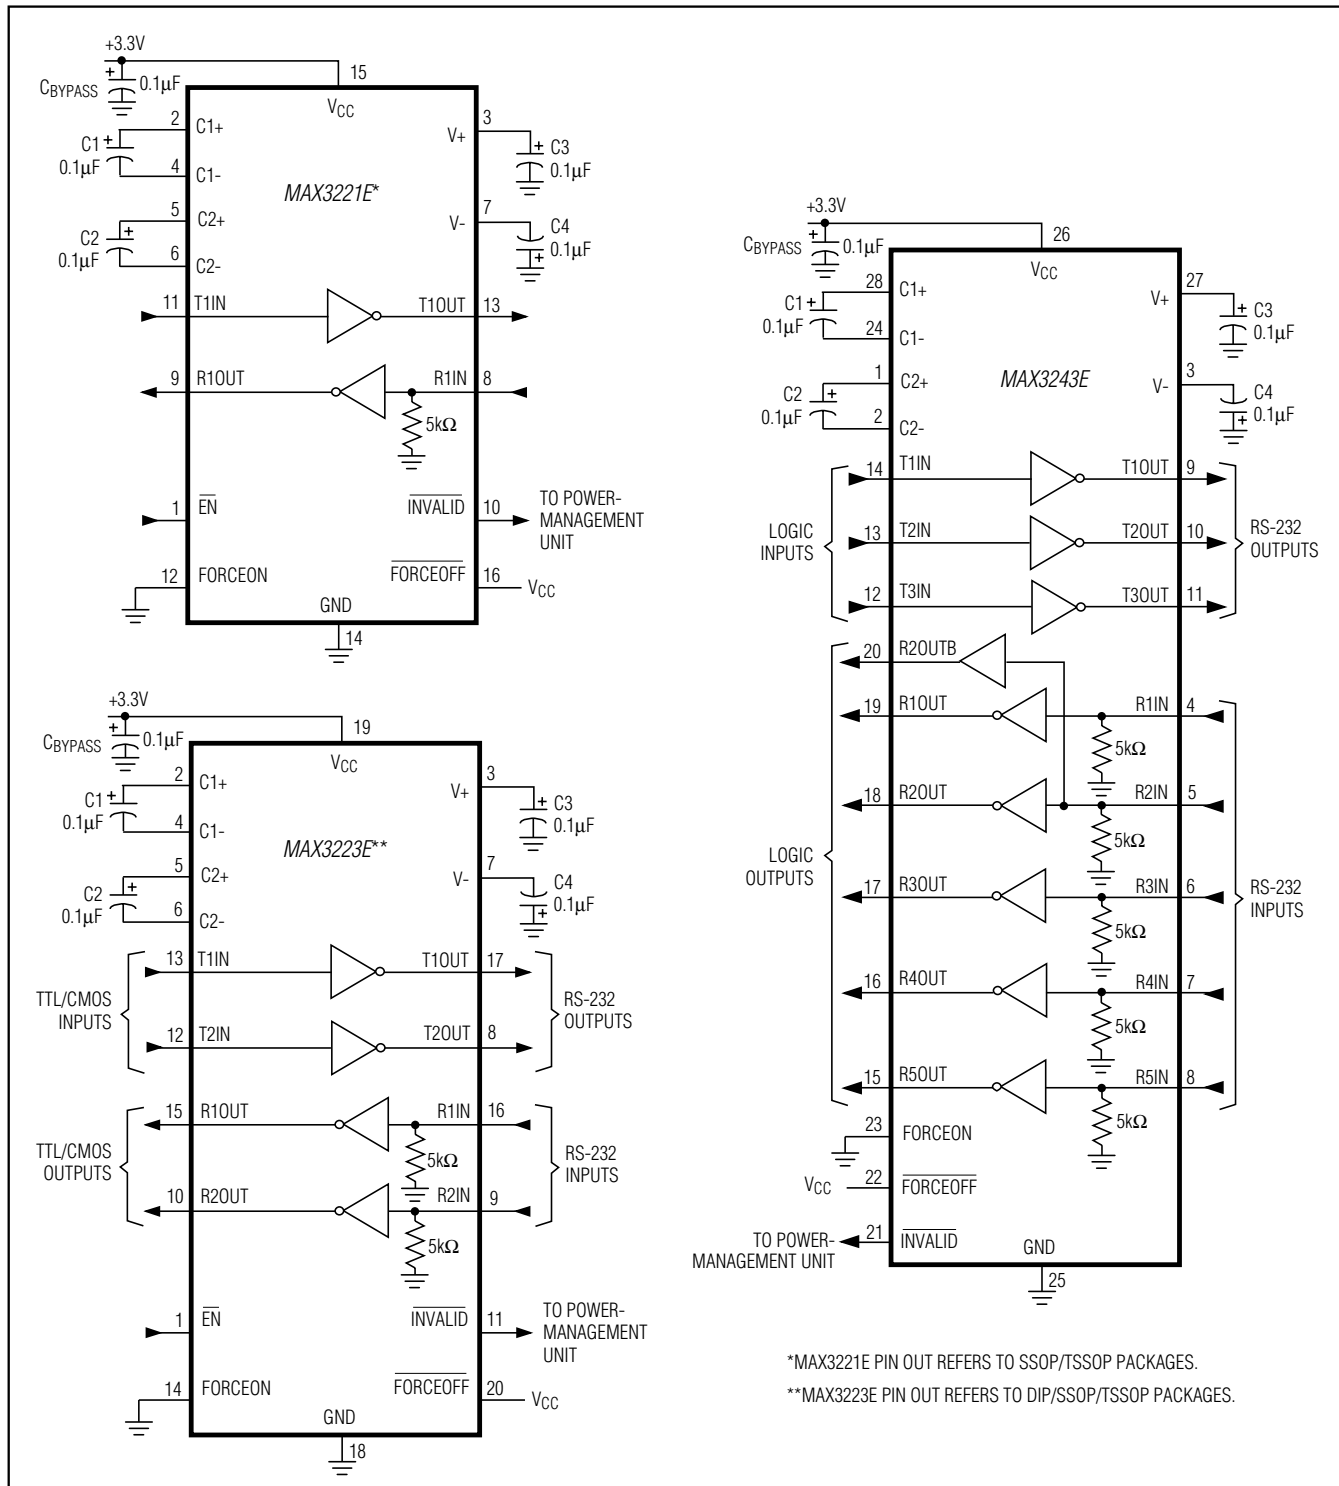 +3.3V
CBYPASS
+
0.1µF
15
VCC
2
C1+
C1
+
0.1µF
4
C1-
5
C2+
C2
+
0.1µF
6
C2-
MAX3221E*
3
V+
+
C3
0.1µF
7
V-
C4
0.1µF
+
11
T1IN
T1OUT
13
9
R1OUT
R1IN
8
5kΩ
1
EN
INVALID
10
TO POWER-
MANAGEMENT
UNIT
12
FORCEON
FORCEOFF
16
VCC
GND
14
+3.3V
CBYPASS
+
0.1µF
19
VCC
2
C1+
C1
+
0.1µF
4
C1-
5
C2+
C2
+
0.1µF
6
C2-
MAX3223E**
3
V+
+
C3
0.1µF
7
V-
C4
0.1µF
+
TTL/CMOS
INPUTS
13
T1IN
T1OUT
17
12
T2IN
T2OUT
8
RS-232
OUTPUTS
TTL/CMOS
OUTPUTS
15
R1OUT
R1IN
16
5kΩ
10
R2OUT
R2IN
9
5kΩ
RS-232
INPUTS
1
EN
INVALID
11
TO POWER-
MANAGEMENT
UNIT
14
FORCEON
FORCEOFF
20
VCC
GND
18
+3.3V
CBYPASS
+
0.1µF
26
VCC
28
C1+
C1
+
0.1µF
24
C1-
1
C2+
C2
+
0.1µF
2
C2-
MAX3243E
27
V+
+
C3
0.1µF
3
V-
C4
0.1µF
+
LOGIC
INPUTS
14
T1IN
T1OUT
9
13
T2IN
T2OUT
10
12
T3IN
T3OUT
11
RS-232
OUTPUTS
LOGIC
OUTPUTS
20
R2OUTB
19
R1OUT
R1IN
4
5kΩ
18
R2OUT
R2IN
5
5kΩ
17
R3OUT
R3IN
6
5kΩ
16
R4OUT
R4IN
7
5kΩ
15
R5OUT
R5IN
8
5kΩ
RS-232
INPUTS
23
FORCEON
VCC
22
FORCEOFF
TO POWER-
MANAGEMENT UNIT
21
INVALID
GND
25
*MAX3221E PIN OUT REFERS TO SSOP/TSSOP PACKAGES.
**MAX3223E PIN OUT REFERS TO DIP/SSOP/TSSOP PACKAGES.